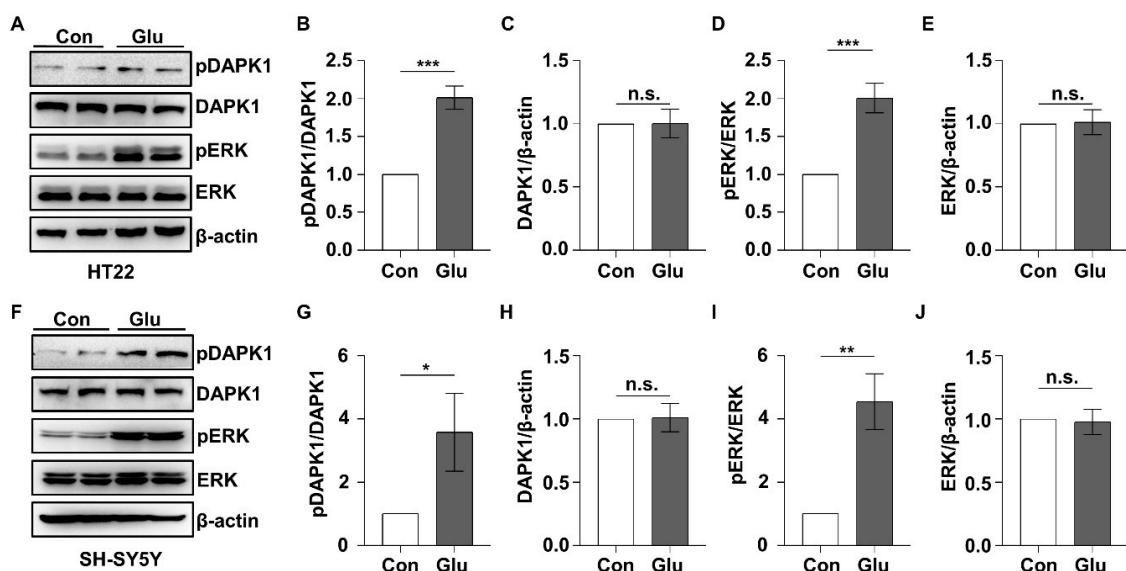 A
Con Glu
pDAPK1
DAPK1
pERK
ERK
β-actin
HT22
B
pDAPK1/DAPK1
2.5
2.0
1.5
1.0
0.5
0.0
***
Con Glu
C
DAPK1/β-actin
1.5
1.0
0.5
0.0
n.s.
Con Glu
D
pERK/ERK
2.5
2.0
1.5
1.0
0.5
0.0
***
Con Glu
E
ERK/β-actin
1.5
1.0
0.5
0.0
n.s.
Con Glu
F
Con Glu
pDAPK1
DAPK1
pERK
ERK
β-actin
SH-SY5Y
G
pDAPK1/DAPK1
6
4
2
0
*
Con Glu
H
DAPK1/β-actin
1.5
1.0
0.5
0.0
n.s.
Con Glu
I
pERK/ERK
6
4
2
0
**
Con Glu
J
ERK/β-actin
1.5
1.0
0.5
0.0
n.s.
Con Glu